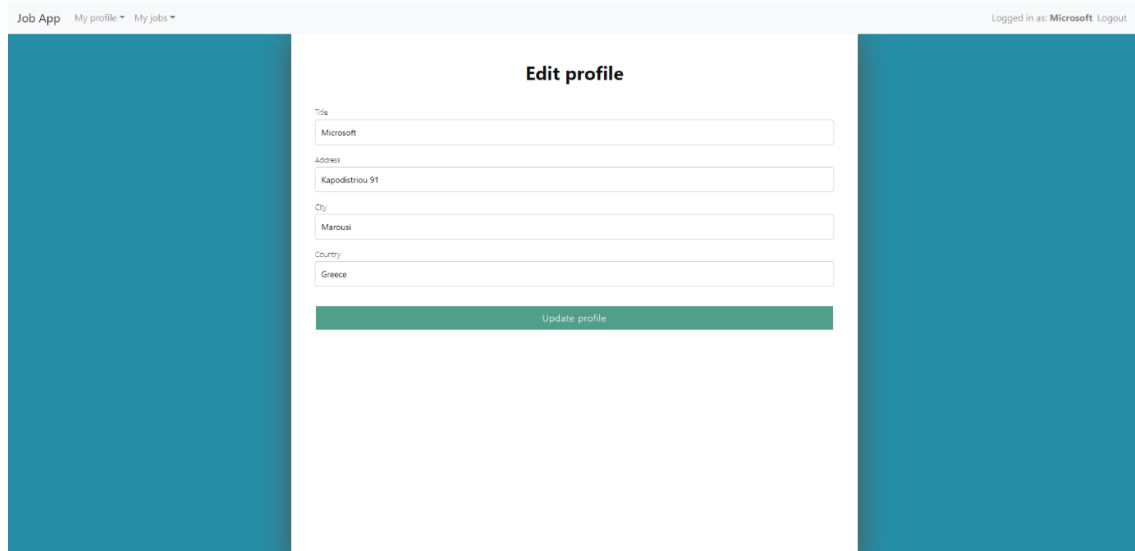 Job App My profile My jobs Logged in as: Microsoft Logout
Edit profile
Title
Microsoft
Address
Kapodistriou 91
City
Marousi
Country
Greece
Update profile